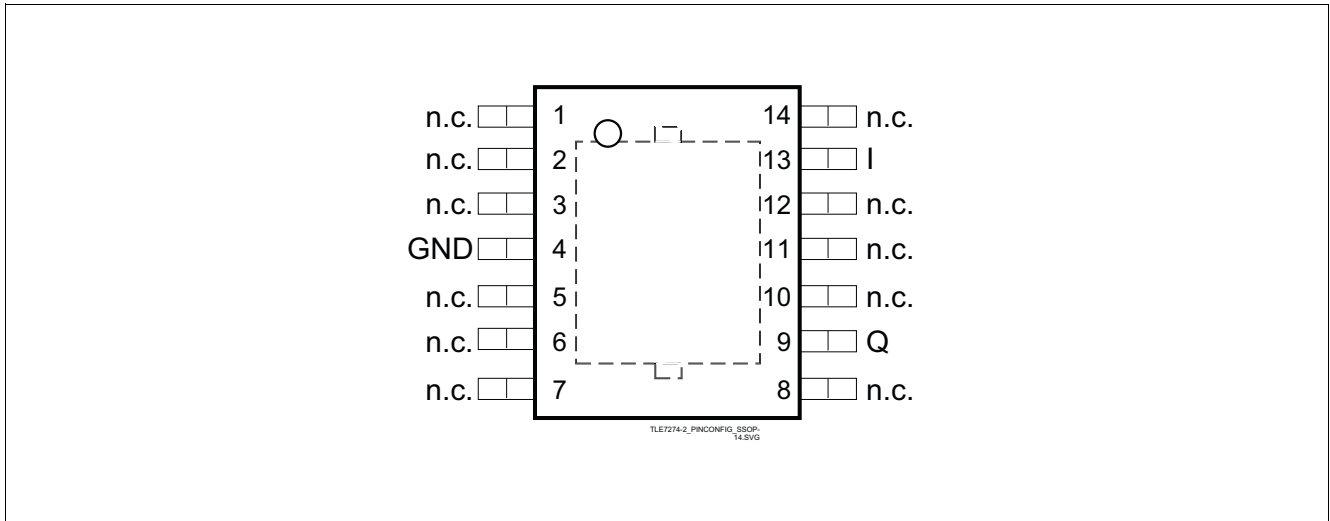 n.c. 1 14 n.c.
n.c. 2 13 I
n.c. 3 12 n.c.
GND 4 11 n.c.
n.c. 5 10 n.c.
n.c. 6 9 Q
n.c. 7 8 n.c.
TLE7274-2_PINCONFIG_SSOP-
14.SVG